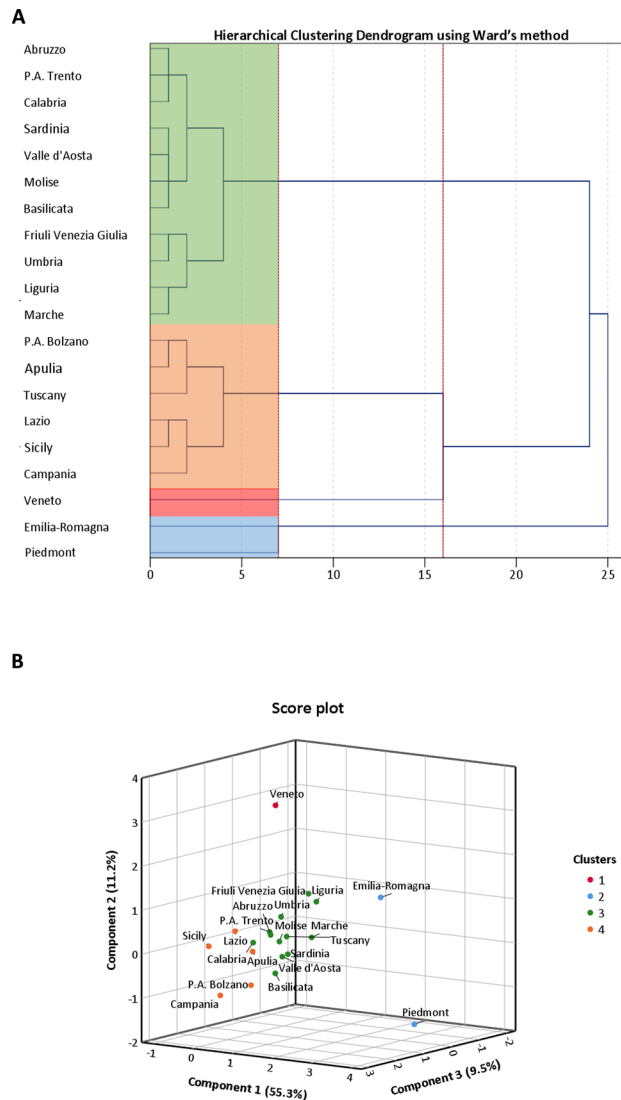 A
Hierarchical Clustering Dendrogram using Ward's method
Abruzzo
P.A. Trento
Calabria
Sardinia
Valle d'Aosta
Molise
Basilicata
Friuli Venezia Giulia
Umbria
Liguria
Marche
P.A. Bolzano
Apulia
Tuscany
Lazio
Sicily
Campania
Veneto
Emilia-Romagna
Piedmont
0 5 10 15 20 25
B
Score plot
4
3
2
1
0
-1
-2
Component 2 (11.2%)
Veneto
Friuli Venezia Giulia Liguria Emilia-Romagna
Abruzzo Umbria
P.A. Trento Molise Marche
Sicily Lazio Tuscany
Calabria Apulia Sardinia
Valle d'Aosta
P.A. Bolzano Basilicata
Campania
Piedmont
-1 0 1 2 3 4
Component 1 (55.3%)
3 2 1 0 -1 -2
Component 3 (9.5%)
Clusters
1
2
3
4